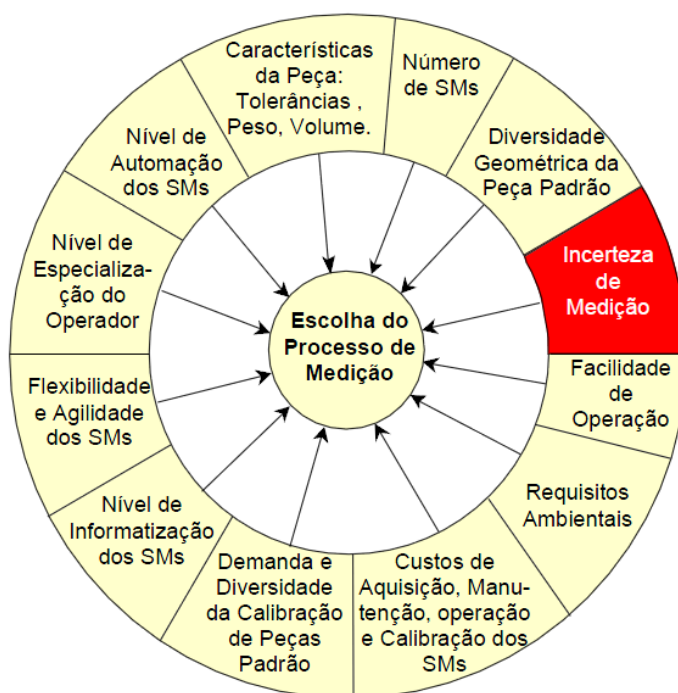 Características
da Peça:
Tolerâncias ,
Peso, Volume.
Número
de SMs
Diversidade
Geométrica da
Peça Padrão
Incerteza
de
Medição
Facilidade
de
Operação
Requisitos
Ambientais
Custos de
Aquisição, Manu-
tenção, operação
e Calibração dos
SMs
Demanda e
Diversidade
da Calibração
de Peças
Padrão
Nível de
Informatização
dos SMs
Flexibilidade
e Agilidade
dos SMs
Nível de
Especializa-
ção do
Operador
Nível de
Automação
dos SMs
Escolha do
Processo de
Medição